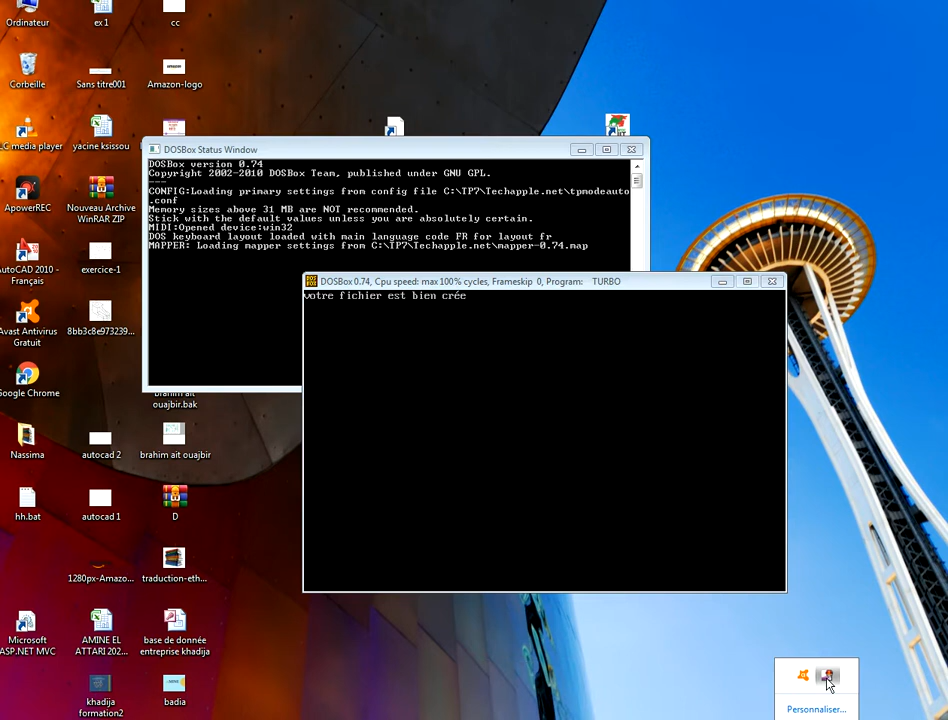 Ordinateur
ex1
cc
Corbeille
Sans titre001
Amazon-logo
LC media player
yacine ksissou
ApowerREC
Nouveau Archive
WinRAR ZIP
AutoCAD 2010 -
Français
exercice-1
Avast Antivirus
Gratuit
8bb3c8e973239...
Google Chrome
brahim ait
ouajbir.bak
Nassima
autocad 2
brahim ait ouajbir
hh.bat
autocad 1
D
1280px-Amazo...
traduction-eth...
Microsoft
ASP.NET MVC
AMINE EL
ATTARI 202...
base de donnée
entreprise khadija
khadija
formation2
badia
DOSBox Status Window
DOSBox version 0.74
Copyright 2002-2010 DOSBox Team, published under GNU GPL.
---
CONFIG:Loading primary settings from config file C:\TP7\Techapple.net\tpmodeauto
.conf
Memory sizes above 31 MB are NOT recommended.
Stick with the default values unless you are absolutely certain.
MIDI:Opened device:win32
DOS keyboard layout loaded with main language code FR for layout fr
MAPPER: Loading mapper settings from C:\TP7\Techapple.net\mapper-0.74.map
DOSBox 0.74, Cpu speed: max 100% cycles, Frameskip 0, Program: TURBO
votre fichier est bien crée
Personnaliser...